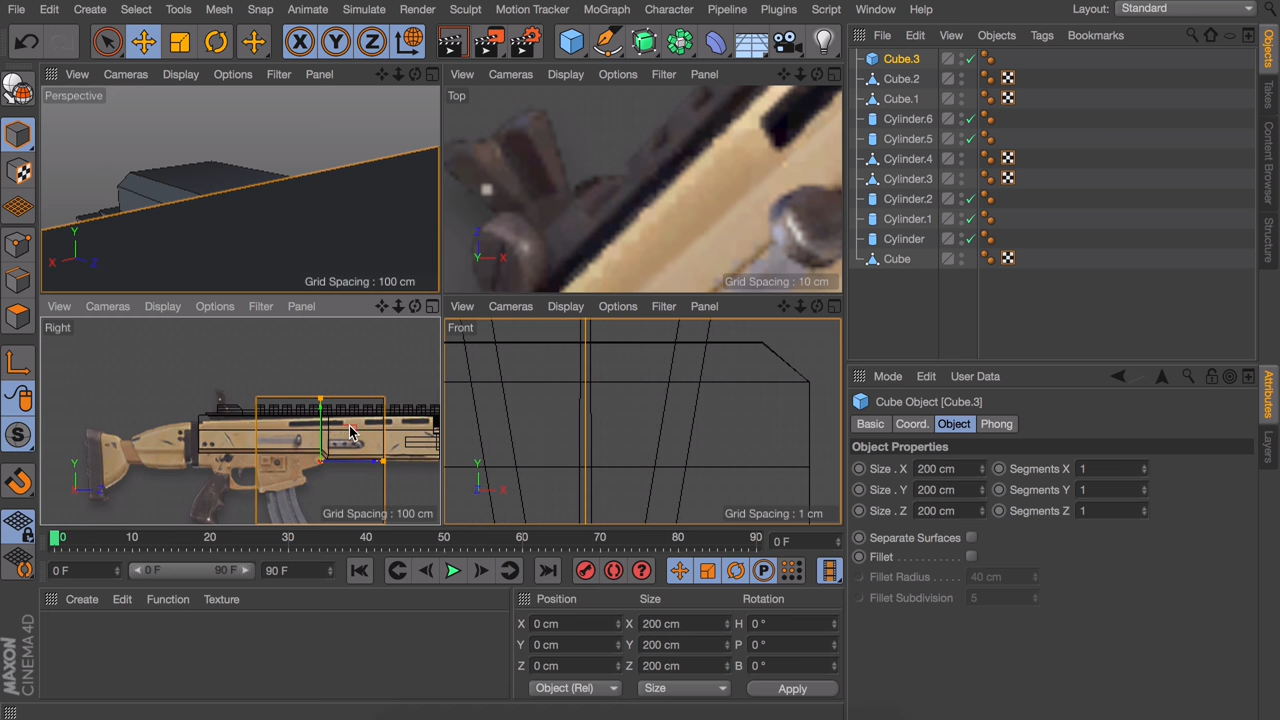 File Edit Create Select Tools Mesh Snap Animate Simulate Render Sculpt Motion Tracker MoGraph Character Pipeline Plugins Script Window Help Layout: Standard
X Y Z
View Cameras Display Options Filter Panel
Perspective
Y
X Z
Grid Spacing : 100 cm
View Cameras Display Options Filter Panel
Top
Z
Y X
Grid Spacing : 10 cm
View Cameras Display Options Filter Panel
Right
Y
X Z
Grid Spacing : 100 cm
View Cameras Display Options Filter Panel
Front
Y
Z X
Grid Spacing : 1 cm
S
0 10 20 30 40 50 60 70 80 90 0 F
0 F 0 F 90 F 90 F ? P
Create Edit Function Texture
Position Size Rotation
X 0 cm X 200 cm H 0 °
Y 0 cm Y 200 cm P 0 °
Z 0 cm Z 200 cm B 0 °
Object (Rel) Size Apply
MAXON
CINEMA 4D
File Edit View Objects Tags Bookmarks
Cube.3
Cube.2
Cube.1
Cylinder.6
Cylinder.5
Cylinder.4
Cylinder.3
Cylinder.2
Cylinder.1
Cylinder
Cube
Objects
Takes
Content Browser
Structure
Mode Edit User Data
Cube Object [Cube.3]
Basic Coord. Object Phong
Object Properties
Size . X 200 cm Segments X 1
Size . Y 200 cm Segments Y 1
Size . Z 200 cm Segments Z 1
Separate Surfaces
Fillet . . . . . . . . . .
Fillet Radius . . . . . 40 cm
Fillet Subdivision 5
Attributes
Layers